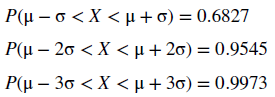 P(μ − σ < X < μ + σ) = 0.6827
P(μ − 2σ < X < μ + 2σ) = 0.9545
P(μ − 3σ < X < μ + 3σ) = 0.9973